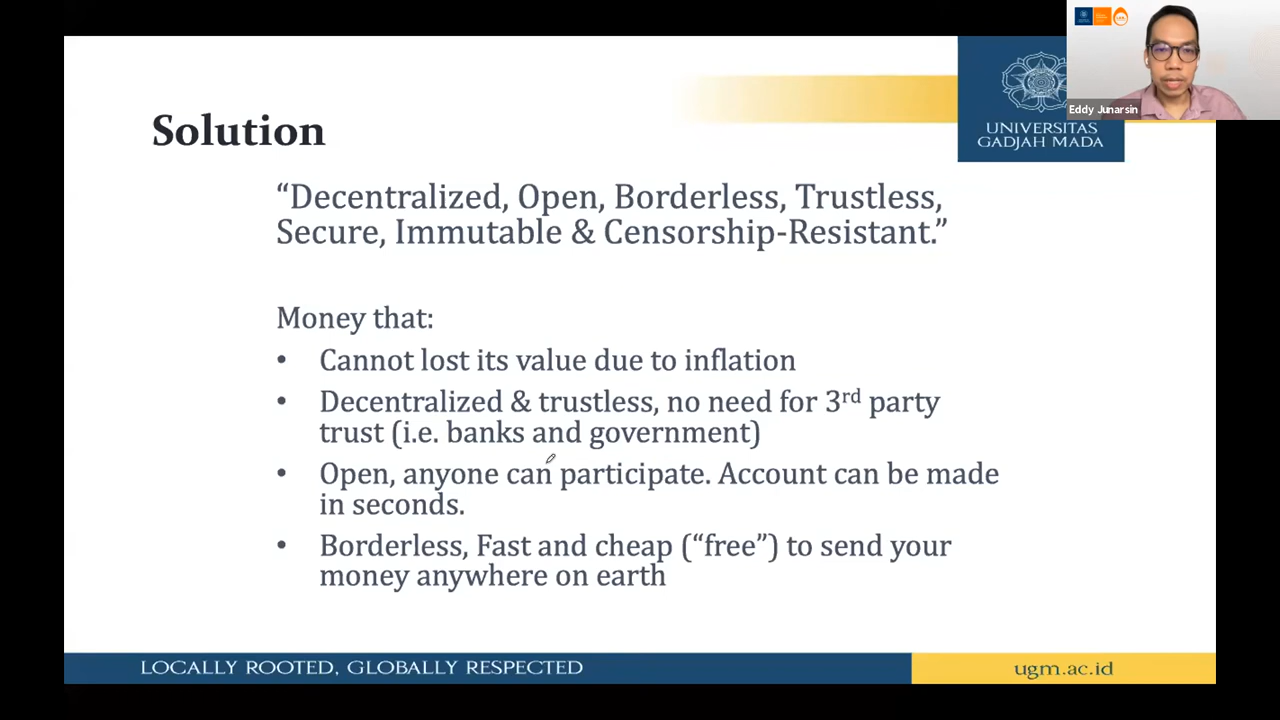 Eddy Junarsin
UNIVERSITAS
GADJAH MADA
Solution
“Decentralized, Open, Borderless, Trustless,
Secure, Immutable & Censorship-Resistant.”
Money that:
• Cannot lost its value due to inflation
• Decentralized & trustless, no need for 3rd party
trust (i.e. banks and government)
• Open, anyone can participate. Account can be made
in seconds.
• Borderless, Fast and cheap (“free”) to send your
money anywhere on earth
LOCALLY ROOTED, GLOBALLY RESPECTED
ugm.ac.id